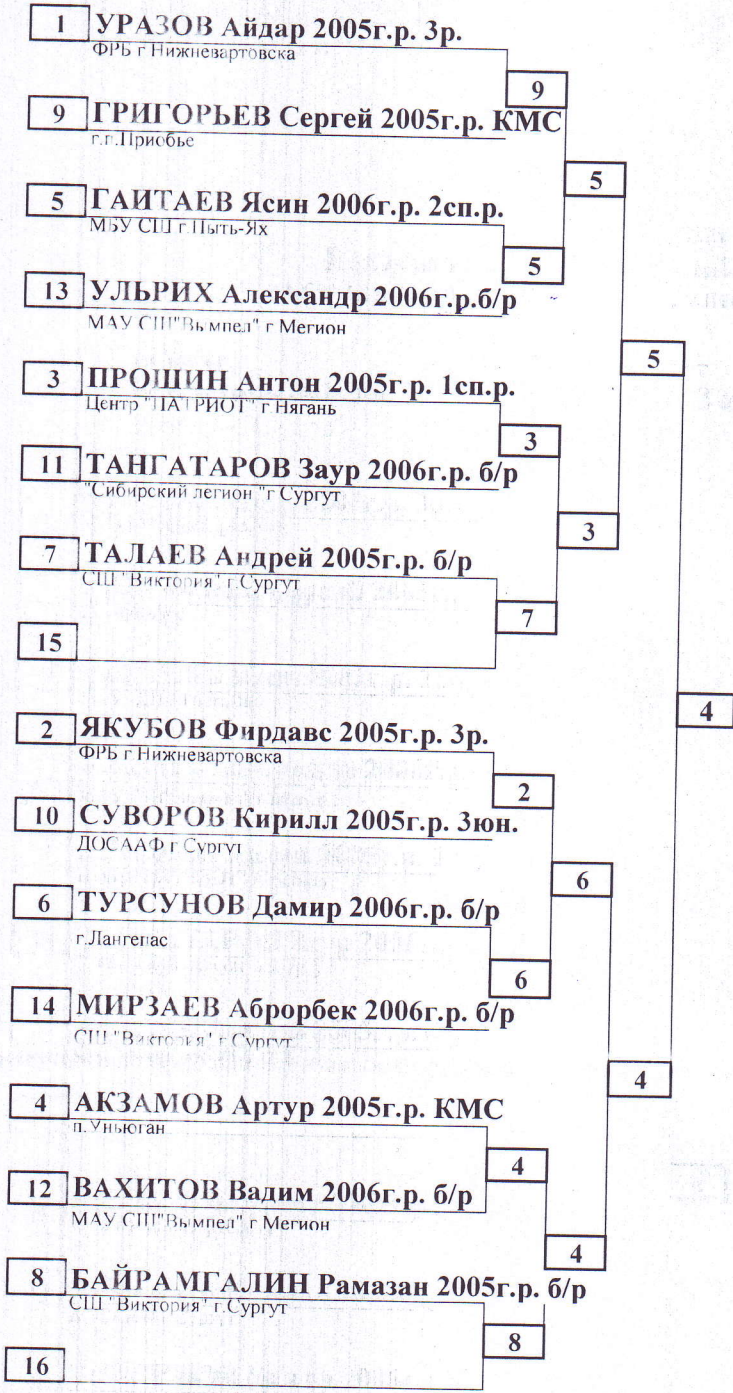 1 УРАЗОВ Айдар 2005г.р. 3р.
ФРБ г Нижневартовска
9
9 ГРИГОРЬЕВ Сергей 2005г.р. КМС
г.г.Приобье
5
5 ГАИТАЕВ Ясин 2006г.р. 2сп.р.
МБУ СШ г.Пыть-Ях
5
13 УЛЬРИХ Александр 2006г.р.б/р
МАУ СШ"Вымпел" г Мегион
5
3 ПРОШИН Антон 2005г.р. 1сп.р.
Центр "ПАТРИОТ" г Нягань
3
11 ТАНГАТАРОВ Заур 2006г.р. б/р
"Сибирский легион "г Сургут
3
7 ТАЛАЕВ Андрей 2005г.р. б/р
СШ "Виктория" г.Сургут
7
15
4
2 ЯКУБОВ Фирдавс 2005г.р. 3р.
ФРБ г Нижневартовска
2
10 СУВОРОВ Кирилл 2005г.р. 3юн.
ДОСААФ г Сургут
6
6 ТУРСУНОВ Дамир 2006г.р. б/р
г.Лангепас
6
14 МИРЗАЕВ Аброрбек 2006г.р. б/р
СШ "Виктория" г Сургут
4
4 АКЗАМОВ Артур 2005г.р. КМС
п.Уньюган
4
12 ВАХИТОВ Вадим 2006г.р. б/р
МАУ СШ"Вымпел" г Мегион
4
8 БАЙРАМГАЛИН Рамазан 2005г.р. б/р
СШ "Виктория" г.Сургут
8
16